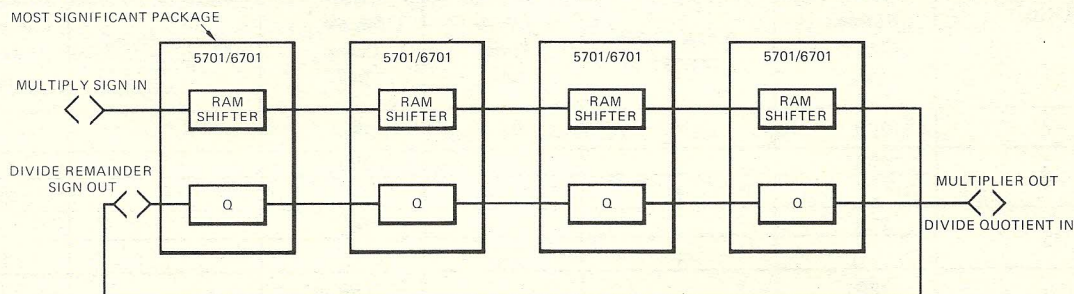 MOST SIGNIFICANT PACKAGE
5701/6701
5701/6701
5701/6701
5701/6701
MULTIPLY SIGN IN
RAM
SHIFTER
RAM
SHIFTER
RAM
SHIFTER
RAM
SHIFTER
DIVIDE REMAINDER
SIGN OUT
Q
Q
Q
Q
MULTIPLIER OUT
DIVIDE QUOTIENT IN